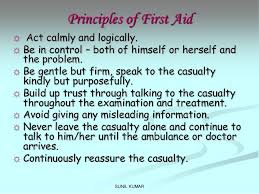 Principles of First Aid
☼ Act calmly and logically.
☼ Be in control – both of himself or herself and
the problem.
☼ Be gentle but firm, speak to the casualty
kindly but purposefully.
☼ Build up trust through talking to the casualty
throughout the examination and treatment.
☼ Avoid giving any misleading information.
☼ Never leave the casualty alone and continue to
talk to him/her until the ambulance or doctor
arrives.
☼ Continuously reassure the casualty.
SUNIL KUMAR